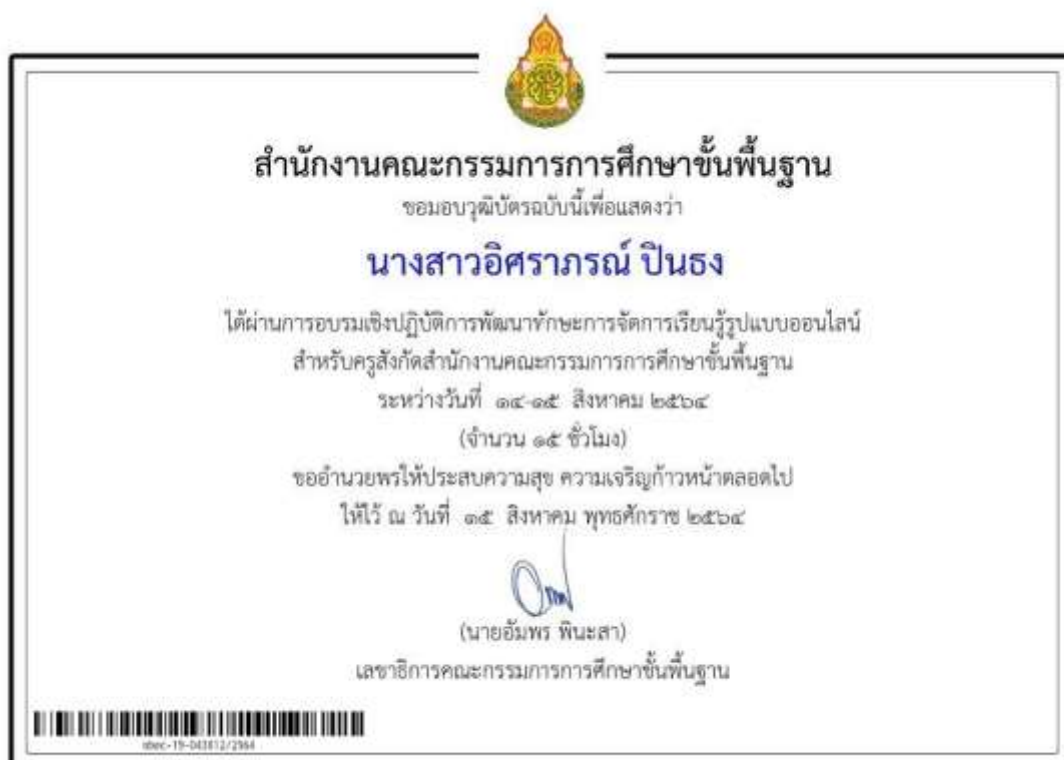 สำนักงานคณะกรรมการการศึกษาขั้นพื้นฐาน
ขอมอบวุฒิบัตรฉบับนี้เพื่อแสดงว่า
นางสาวอิศราภรณ์ ปินธง
ได้ผ่านการอบรมเชิงปฏิบัติการพัฒนาทักษะการจัดการเรียนรู้รูปแบบออนไลน์
สำหรับครูสังกัดสำนักงานคณะกรรมการการศึกษาขั้นพื้นฐาน
ระหว่างวันที่ ๑๔-๑๕ สิงหาคม ๒๕๖๔
(จำนวน ๑๕ ชั่วโมง)
ขออำนวยพรให้ประสบความสุข ความเจริญก้าวหน้าตลอดไป
ให้ไว้ ณ วันที่ ๑๕ สิงหาคม พุทธศักราช ๒๕๖๔
(นายอัมพร พินะสา)
เลขาธิการคณะกรรมการการศึกษาขั้นพื้นฐาน